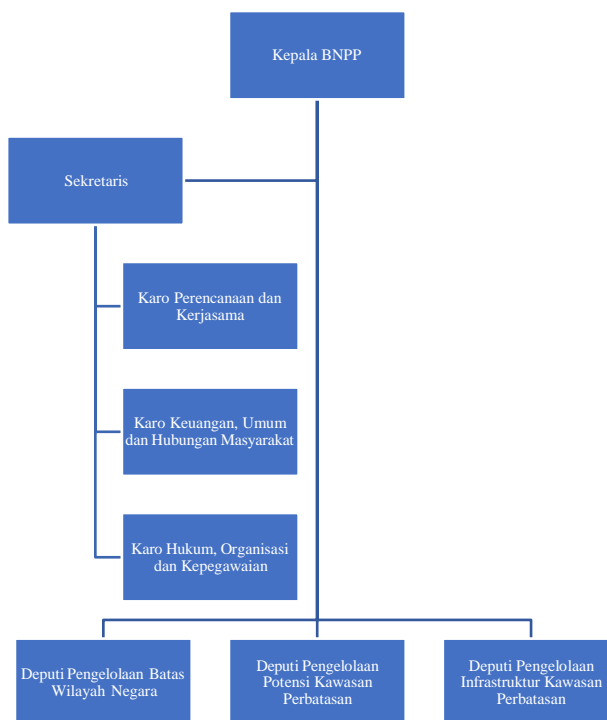 Kepala BNPP
Sekretaris
Karo Perencanaan dan
Kerjasama
Karo Keuangan, Umum
dan Hubungan Masyarakat
Karo Hukum, Organisasi
dan Kepegawaian
Deputi Pengelolaan Batas
Wilayah Negara
Deputi Pengelolaan
Potensi Kawasan
Perbatasan
Deputi Pengelolaan
Infrastruktur Kawasan
Perbatasan